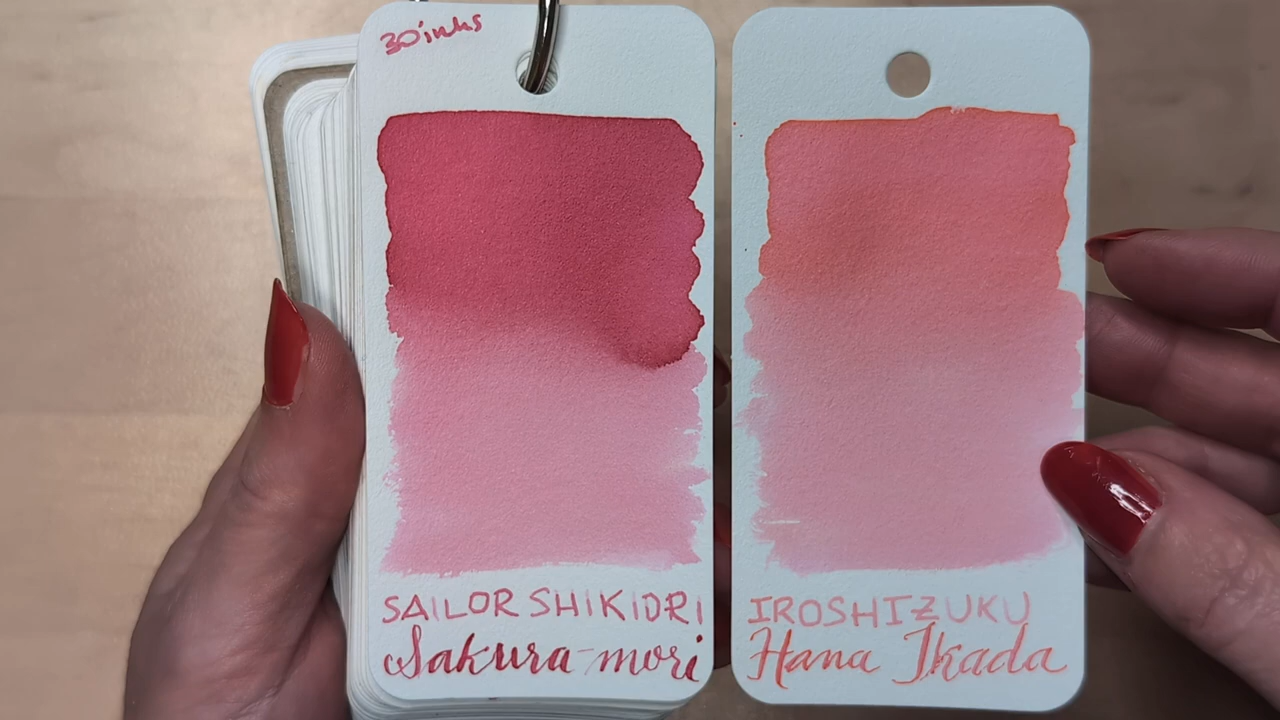 30 inks
SAILOR SHIKIORI
Sakura-mori
IROSHIZUKU
Hana Ikada